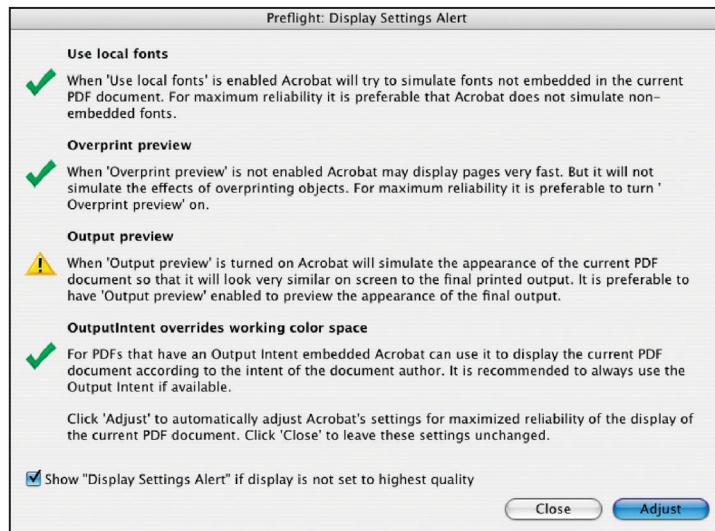 Preflight: Display Settings Alert
Use local fonts
When 'Use local fonts' is enabled Acrobat will try to simulate fonts not embedded in the current
PDF document. For maximum reliability it is preferable that Acrobat does not simulate non-
embedded fonts.
Overprint preview
When 'Overprint preview' is not enabled Acrobat may display pages very fast. But it will not
simulate the effects of overprinting objects. For maximum reliability it is preferable to turn '
Overprint preview' on.
Output preview
When 'Output preview' is turned on Acrobat will simulate the appearance of the current PDF
document so that it will look very similar on screen to the final printed output. It is preferable to
have 'Output preview' enabled to preview the appearance of the final output.
OutputIntent overrides working color space
For PDFs that have an Output Intent embedded Acrobat can use it to display the current PDF
document according to the intent of the document author. It is recommended to always use the
Output Intent if available.
Click 'Adjust' to automatically adjust Acrobat's settings for maximized reliability of the display of
the current PDF document. Click 'Close' to leave these settings unchanged.
Show "Display Settings Alert" if display is not set to highest quality
Close Adjust